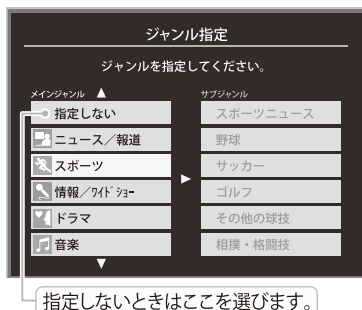 ジャンル指定
ジャンルを指定してください。
メインジャンル
サブジャンル
指定しない
スポーツニュース
ニュース／報道
野球
スポーツ
サッカー
情報／ﾜｲﾄﾞｼｮｰ
ゴルフ
ドラマ
その他の球技
音楽
相撲・格闘技
指定しないときはここを選びます。